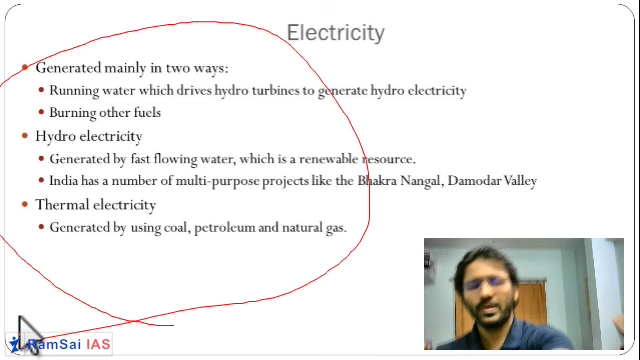 Electricity
Generated mainly in two ways:
Running water which drives hydro turbines to generate hydro electricity
Burning other fuels
Hydro electricity
Generated by fast flowing water, which is a renewable resource.
India has a number of multi-purpose projects like the Bhakra Nangal, Damodar Valley
Thermal electricity
Generated by using coal, petroleum and natural gas.
RamSai IAS